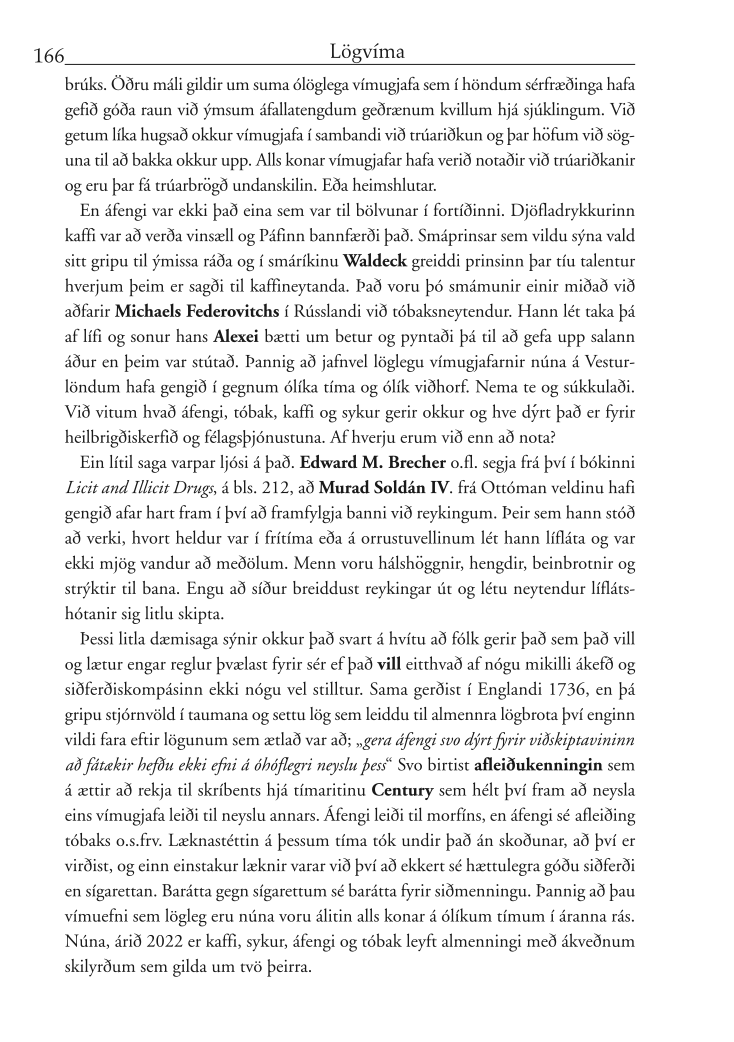 166
Lögvíma
brúks. Öðru máli gildir um suma ólöglega vímugjafa sem í höndum sérfræðinga hafa
gefið góða raun við ýmsum áfallatengdum geðrænum kvillum hjá sjúklingum. Við
getum líka hugsað okkur vímugjafa í sambandi við trúariðkun og þar höfum við sög-
una til að bakka okkur upp. Alls konar vímugjafar hafa verið notaðir við trúariðkanir
og eru þar fá trúarbrögð undanskilin. Eða heimshlutar.
En áfengi var ekki það eina sem var til bölvunar í fortíðinni. Djöfladrykkurinn
kaffi var að verða vinsæll og Páfinn bannfærði það. Smáprinsar sem vildu sýna vald
sitt gripu til ýmissa ráða og í smáríkinu Waldeck greiddi prinsinn þar tíu talentur
hverjum þeim er sagði til kaffineytanda. Það voru þó smámunir einir miðað við
aðfarir Michaels Federovitchs í Rússlandi við tóbaksneytendur. Hann lét taka þá
af lífi og sonur hans Alexei bætti um betur og pyntaði þá til að gefa upp salann
áður en þeim var stútað. Þannig að jafnvel löglegu vímugjafarnir núna á Vestur-
löndum hafa gengið í gegnum ólíka tíma og ólík viðhorf. Nema te og súkkulaði.
Við vitum hvað áfengi, tóbak, kaffi og sykur gerir okkur og hve dýrt það er fyrir
heilbrigðiskerfið og félagsþjónustuna. Af hverju erum við enn að nota?
Ein lítil saga varpar ljósi á það. Edward M. Brecher o.fl. segja frá því í bókinni
Licit and Illicit Drugs, á bls. 212, að Murad Soldán IV. frá Ottóman veldinu hafi
gengið afar hart fram í því að framfylgja banni við reykingum. Þeir sem hann stóð
að verki, hvort heldur var í frítíma eða á orrustuvellinum lét hann lífláta og var
ekki mjög vandur að meðölum. Menn voru hálshöggnir, hengdir, beinbrotnir og
strýktir til bana. Engu að síður breiddust reykingar út og létu neytendur lífláts-
hótanir sig litlu skipta.
Þessi litla dæmisaga sýnir okkur það svart á hvítu að fólk gerir það sem það vill
og lætur engar reglur þvælast fyrir sér ef það vill eitthvað af nógu mikilli ákefð og
siðferðiskompásinn ekki nógu vel stilltur. Sama gerðist í Englandi 1736, en þá
gripu stjórnvöld í taumana og settu lög sem leiddu til almennra lögbrota því enginn
vildi fara eftir lögunum sem ætlað var að; „gera áfengi svo dýrt fyrir viðskiptavininn
að fátækir hefðu ekki efni á óhóflegri neyslu þess“ Svo birtist afleiðukenningin sem
á ættir að rekja til skríbents hjá tímaritinu Century sem hélt því fram að neysla
eins vímugjafa leiði til neyslu annars. Áfengi leiði til morfíns, en áfengi sé afleiðing
tóbaks o.s.frv. Læknastéttin á þessum tíma tók undir það án skoðunar, að því er
virðist, og einn einstakur læknir varar við því að ekkert sé hættulegra góðu siðferði
en sígarettan. Barátta gegn sígarettum sé barátta fyrir siðmenningu. Þannig að þau
vímuefni sem lögleg eru núna voru álitin alls konar á ólíkum tímum í áranna rás.
Núna, árið 2022 er kaffi, sykur, áfengi og tóbak leyft almenningi með ákveðnum
skilyrðum sem gilda um tvö þeirra.